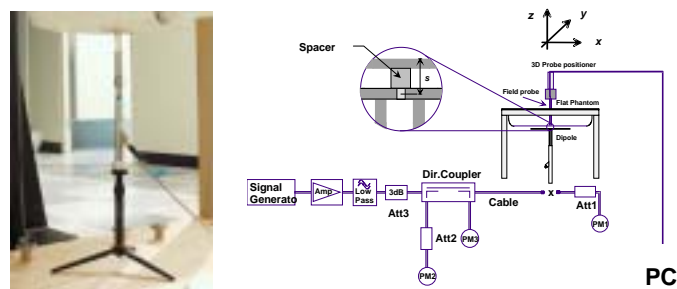 z
y
x
Spacer
s
3D Probe positioner
Field probe
Flat Phantom
Dipole
Dir.Coupler
Signal
Generato
Amp
Low
Pass
3dB
Att3
Cable
x
Att1
PM1
Att2
PM3
PM2
PC